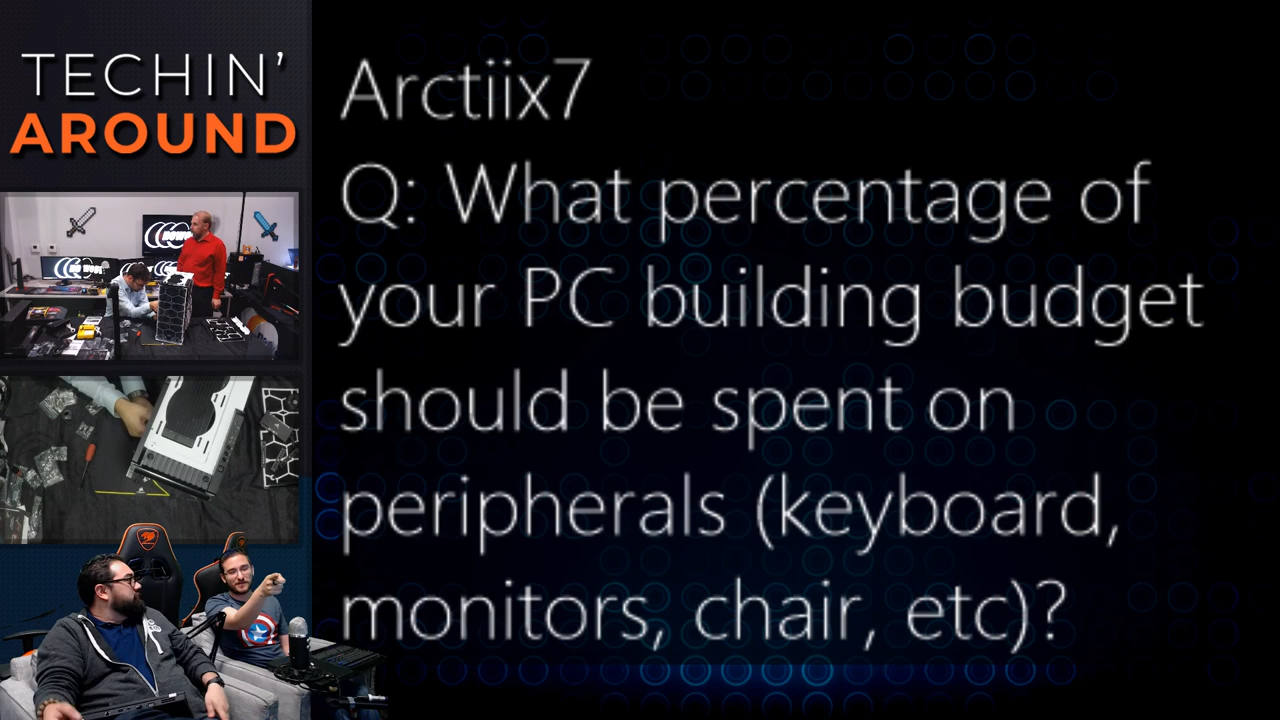 TECHIN'
AROUND
Arctiix7
Q: What percentage of
your PC building budget
should be spent on
peripherals (keyboard,
monitors, chair, etc)?